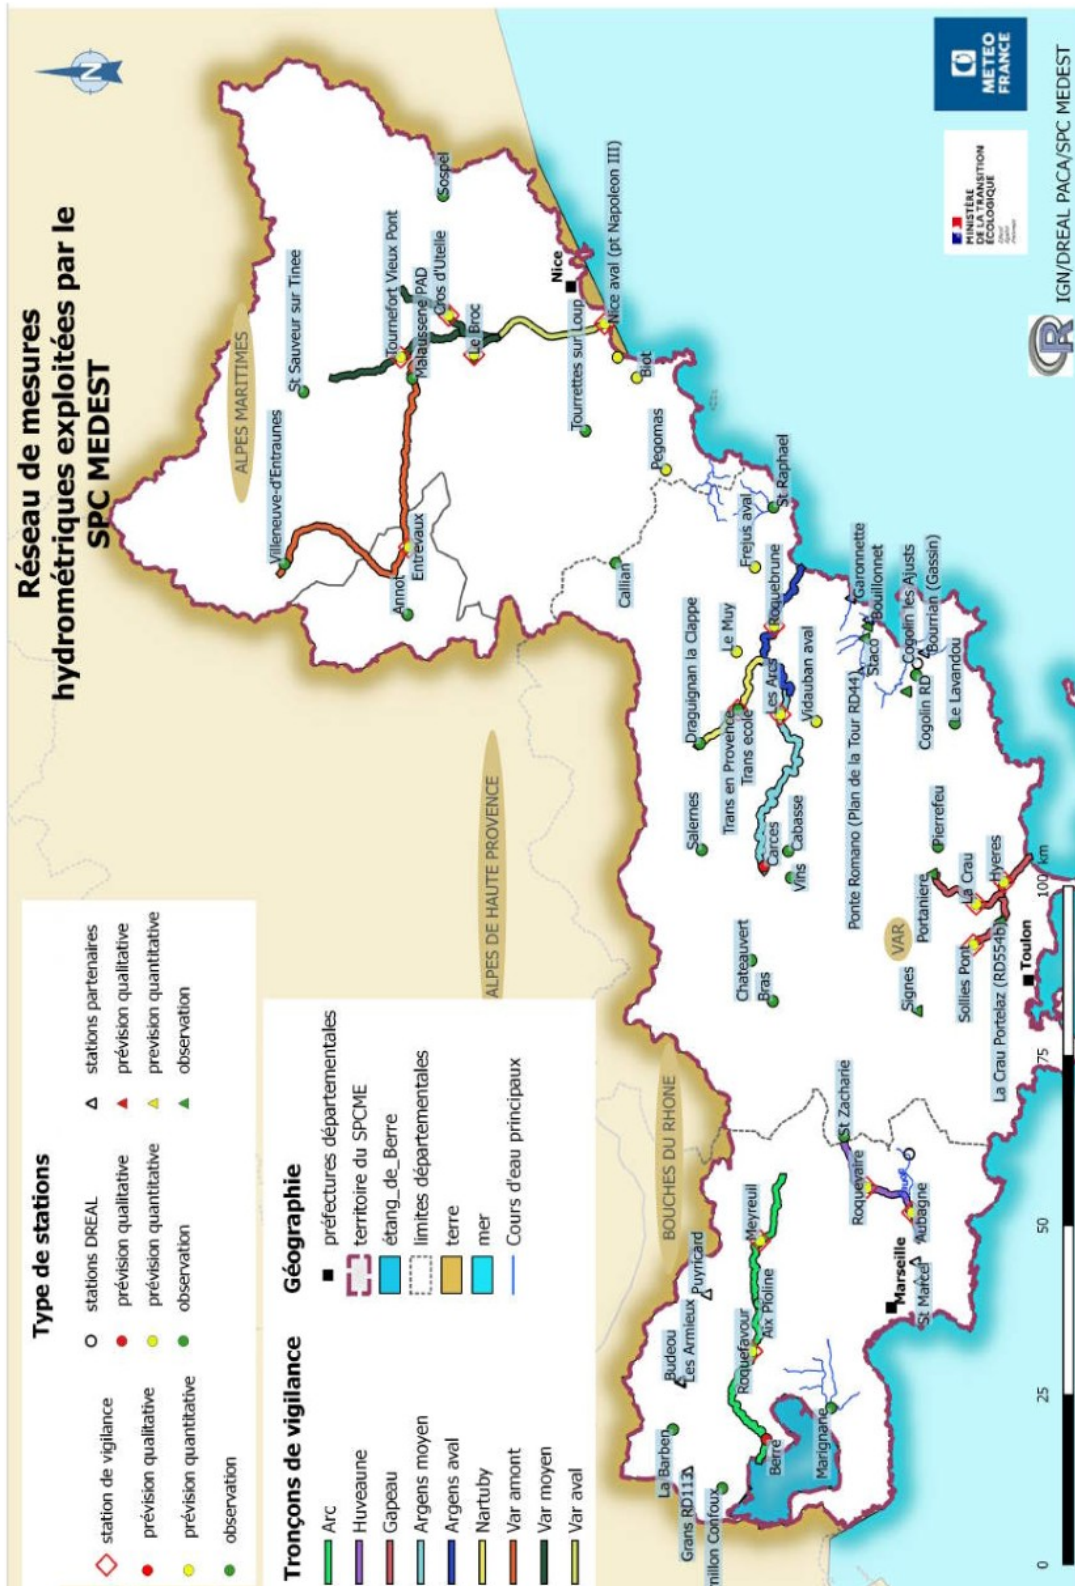 Réseau de mesures
hydrométriques exploitées par le
SPC MEDEST
N
Type de stations
station de vigilance
prévision qualitative
prévision quantitative
observation
stations DREAL
prévision qualitative
prévision quantitative
observation
stations partenaires
prévision qualitative
prevision quantitative
observation
Tronçons de vigilance
Arc
Huveaune
Gapeau
Argens moyen
Argens aval
Nartuby
Var amont
Var moyen
Var aval
Géographie
préfectures départementales
territoire du SPCME
étang_de_Berre
limites départementales
terre
mer
Cours d'eau principaux
ALPES MARITIMES
ALPES DE HAUTE PROVENCE
BOUCHES DU RHONE
VAR
Villeneuve-d'Entraunes
St Sauveur sur Tinee
Tournefort Vieux Pont
Malaussene PAD
Cros d'Utelle
Le Broc
Sospel
Annot
Entrevaux
Nice
Nice aval (pt Napoleon III)
Tourrettes sur Loup
Biot
Pegomas
Callian
St Raphael
Frejus aval
Roquebrune
Le Muy
Draguignan la Clappe
Trans en Provence
Trans ecole
Les Arcs
Vidauban aval
Salernes
Carces
Cabasse
Vins
Chateauvert
Bras
Garonnette
Bouillonnet
Staco
Ponte Romano (Plan de la Tour RD44)
Cogolin les Ajusts
Bourrian (Gassin)
Cogolin RD
Le Lavandou
Pierrefeu
Portaniere
La Crau
Hyeres
Sollies Pont
La Crau Portelaz (RD554b)
Signes
Toulon
St Zacharie
Roquevaire
Aubagne
St Marcel
Marseille
Meyreuil
Aix Pioline
Roquefavour
Puyricard
Budeou
Les Armieux
La Barben
Grans RD113
Berre
Marignane
nillon Confoux
0
25
50
75
100 km
MINISTÈRE
DE LA TRANSITION
ÉCOLOGIQUE
METEO
FRANCE
R
IGN/DREAL PACA/SPC MEDEST